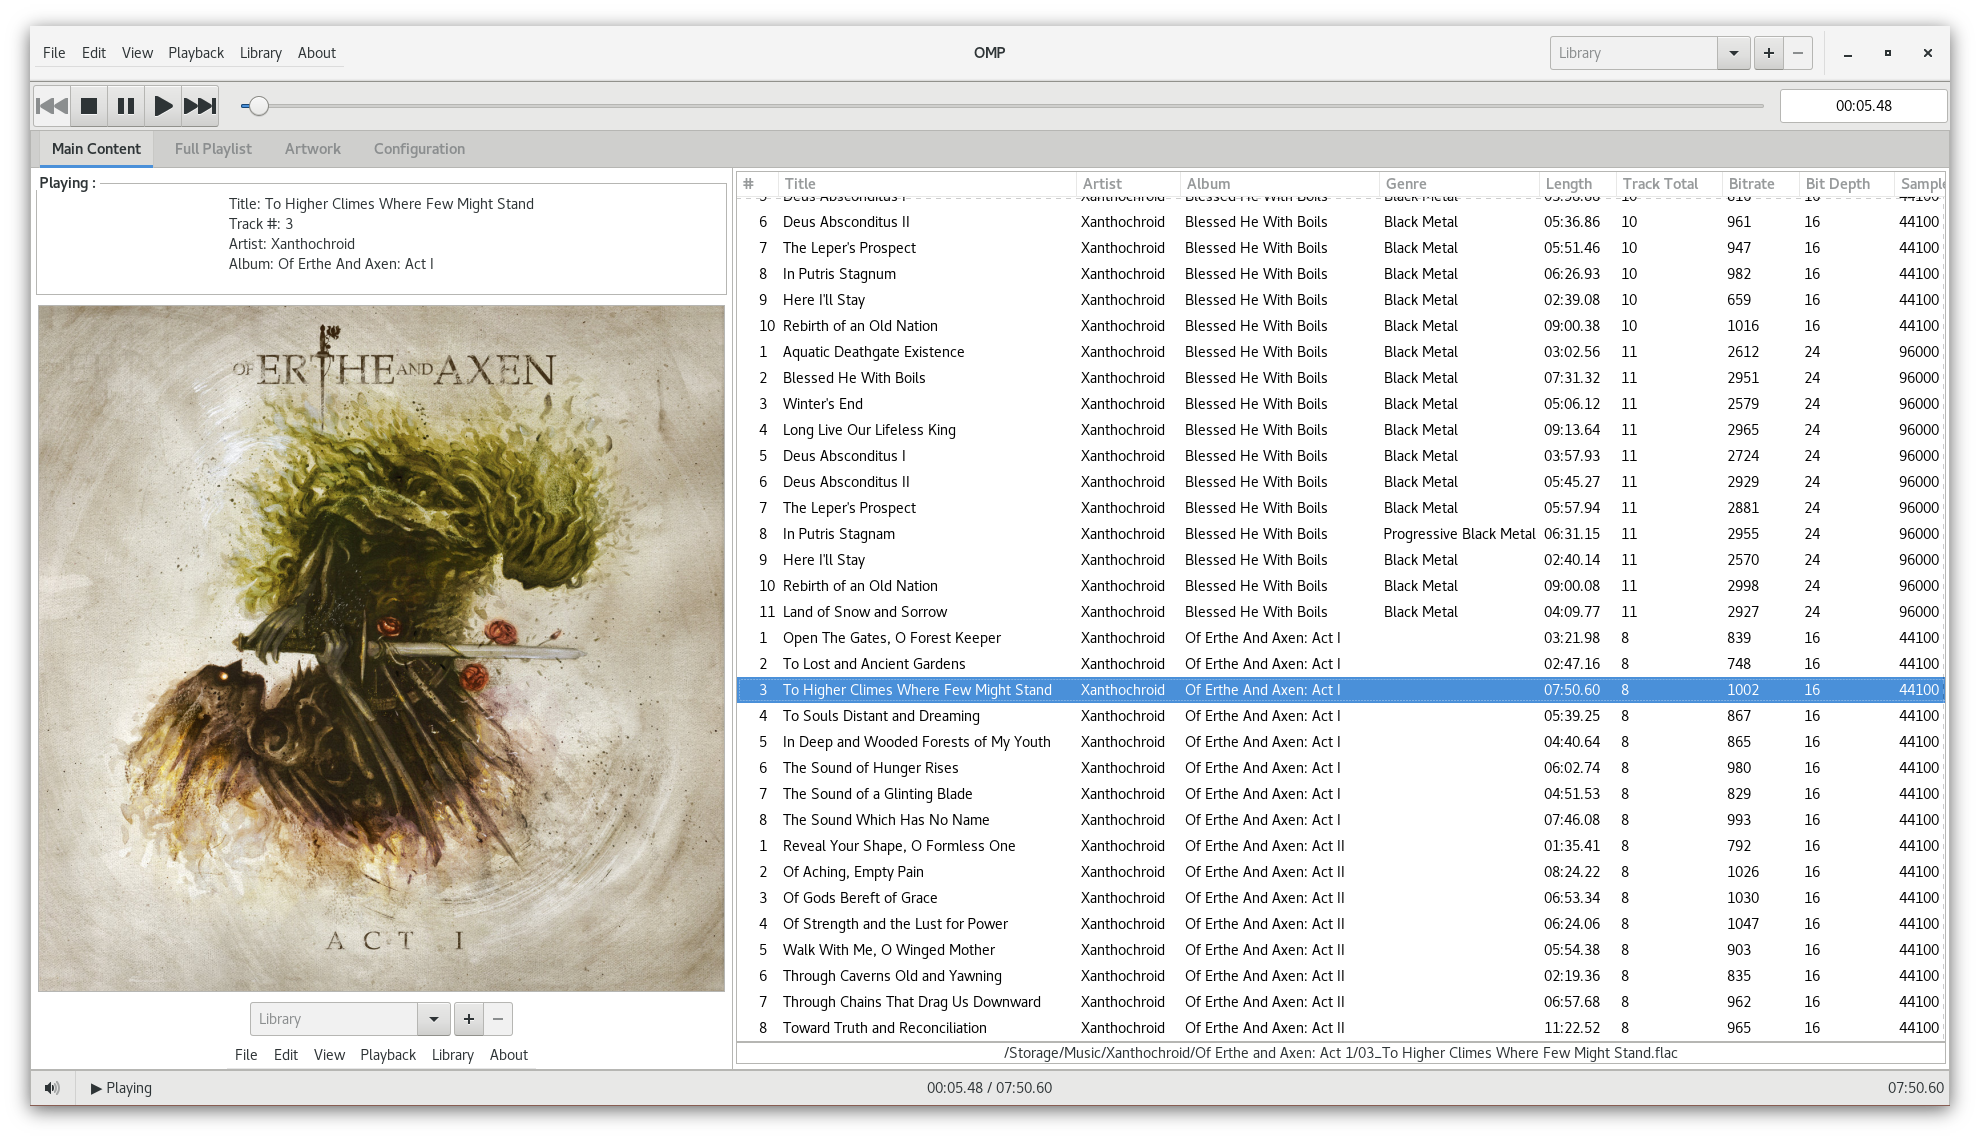 File Edit View Playback Library About OMP Library
00:05.48
Main Content Full Playlist Artwork Configuration
Playing :
Title: To Higher Climes Where Few Might Stand
Track #: 3
Artist: Xanthochroid
Album: Of Erthe And Axen: Act I
OF ERTHE AND AXEN
ACT I
Library
File Edit View Playback Library About
# Title Artist Album Genre Length Track Total Bitrate Bit Depth Sample
5 Deus Absconditus I Xanthochroid Blessed He With Boils Black Metal 10 16 44100
6 Deus Absconditus II Xanthochroid Blessed He With Boils Black Metal 05:36.86 10 961 16 44100
7 The Leper's Prospect Xanthochroid Blessed He With Boils Black Metal 05:51.46 10 947 16 44100
8 In Putris Stagnum Xanthochroid Blessed He With Boils Black Metal 06:26.93 10 982 16 44100
9 Here I'll Stay Xanthochroid Blessed He With Boils Black Metal 02:39.08 10 659 16 44100
10 Rebirth of an Old Nation Xanthochroid Blessed He With Boils Black Metal 09:00.38 10 1016 16 44100
1 Aquatic Deathgate Existence Xanthochroid Blessed He With Boils Black Metal 03:02.56 11 2612 24 96000
2 Blessed He With Boils Xanthochroid Blessed He With Boils Black Metal 07:31.32 11 2951 24 96000
3 Winter's End Xanthochroid Blessed He With Boils Black Metal 05:06.12 11 2579 24 96000
4 Long Live Our Lifeless King Xanthochroid Blessed He With Boils Black Metal 09:13.64 11 2965 24 96000
5 Deus Absconditus I Xanthochroid Blessed He With Boils Black Metal 03:57.93 11 2724 24 96000
6 Deus Absconditus II Xanthochroid Blessed He With Boils Black Metal 05:45.27 11 2929 24 96000
7 The Leper's Prospect Xanthochroid Blessed He With Boils Black Metal 05:57.94 11 2881 24 96000
8 In Putris Stagnam Xanthochroid Blessed He With Boils Progressive Black Metal 06:31.15 11 2955 24 96000
9 Here I'll Stay Xanthochroid Blessed He With Boils Black Metal 02:40.14 11 2570 24 96000
10 Rebirth of an Old Nation Xanthochroid Blessed He With Boils Black Metal 09:00.08 11 2998 24 96000
11 Land of Snow and Sorrow Xanthochroid Blessed He With Boils Black Metal 04:09.77 11 2927 24 96000
1 Open The Gates, O Forest Keeper Xanthochroid Of Erthe And Axen: Act I 03:21.98 8 839 16 44100
2 To Lost and Ancient Gardens Xanthochroid Of Erthe And Axen: Act I 02:47.16 8 748 16 44100
3 To Higher Climes Where Few Might Stand Xanthochroid Of Erthe And Axen: Act I 07:50.60 8 1002 16 44100
4 To Souls Distant and Dreaming Xanthochroid Of Erthe And Axen: Act I 05:39.25 8 867 16 44100
5 In Deep and Wooded Forests of My Youth Xanthochroid Of Erthe And Axen: Act I 04:40.64 8 865 16 44100
6 The Sound of Hunger Rises Xanthochroid Of Erthe And Axen: Act I 06:02.74 8 980 16 44100
7 The Sound of a Glinting Blade Xanthochroid Of Erthe And Axen: Act I 04:51.53 8 829 16 44100
8 The Sound Which Has No Name Xanthochroid Of Erthe And Axen: Act I 07:46.08 8 993 16 44100
1 Reveal Your Shape, O Formless One Xanthochroid Of Erthe And Axen: Act II 01:35.41 8 792 16 44100
2 Of Aching, Empty Pain Xanthochroid Of Erthe And Axen: Act II 08:24.22 8 1026 16 44100
3 Of Gods Bereft of Grace Xanthochroid Of Erthe And Axen: Act II 06:53.34 8 1030 16 44100
4 Of Strength and the Lust for Power Xanthochroid Of Erthe And Axen: Act II 06:24.06 8 1047 16 44100
5 Walk With Me, O Winged Mother Xanthochroid Of Erthe And Axen: Act II 05:54.38 8 903 16 44100
6 Through Caverns Old and Yawning Xanthochroid Of Erthe And Axen: Act II 02:19.36 8 835 16 44100
7 Through Chains That Drag Us Downward Xanthochroid Of Erthe And Axen: Act II 06:57.68 8 962 16 44100
8 Toward Truth and Reconciliation Xanthochroid Of Erthe And Axen: Act II 11:22.52 8 965 16 44100
/Storage/Music/Xanthochroid/Of Erthe and Axen: Act 1/03_To Higher Climes Where Few Might Stand.flac
Playing 00:05.48 / 07:50.60 07:50.60